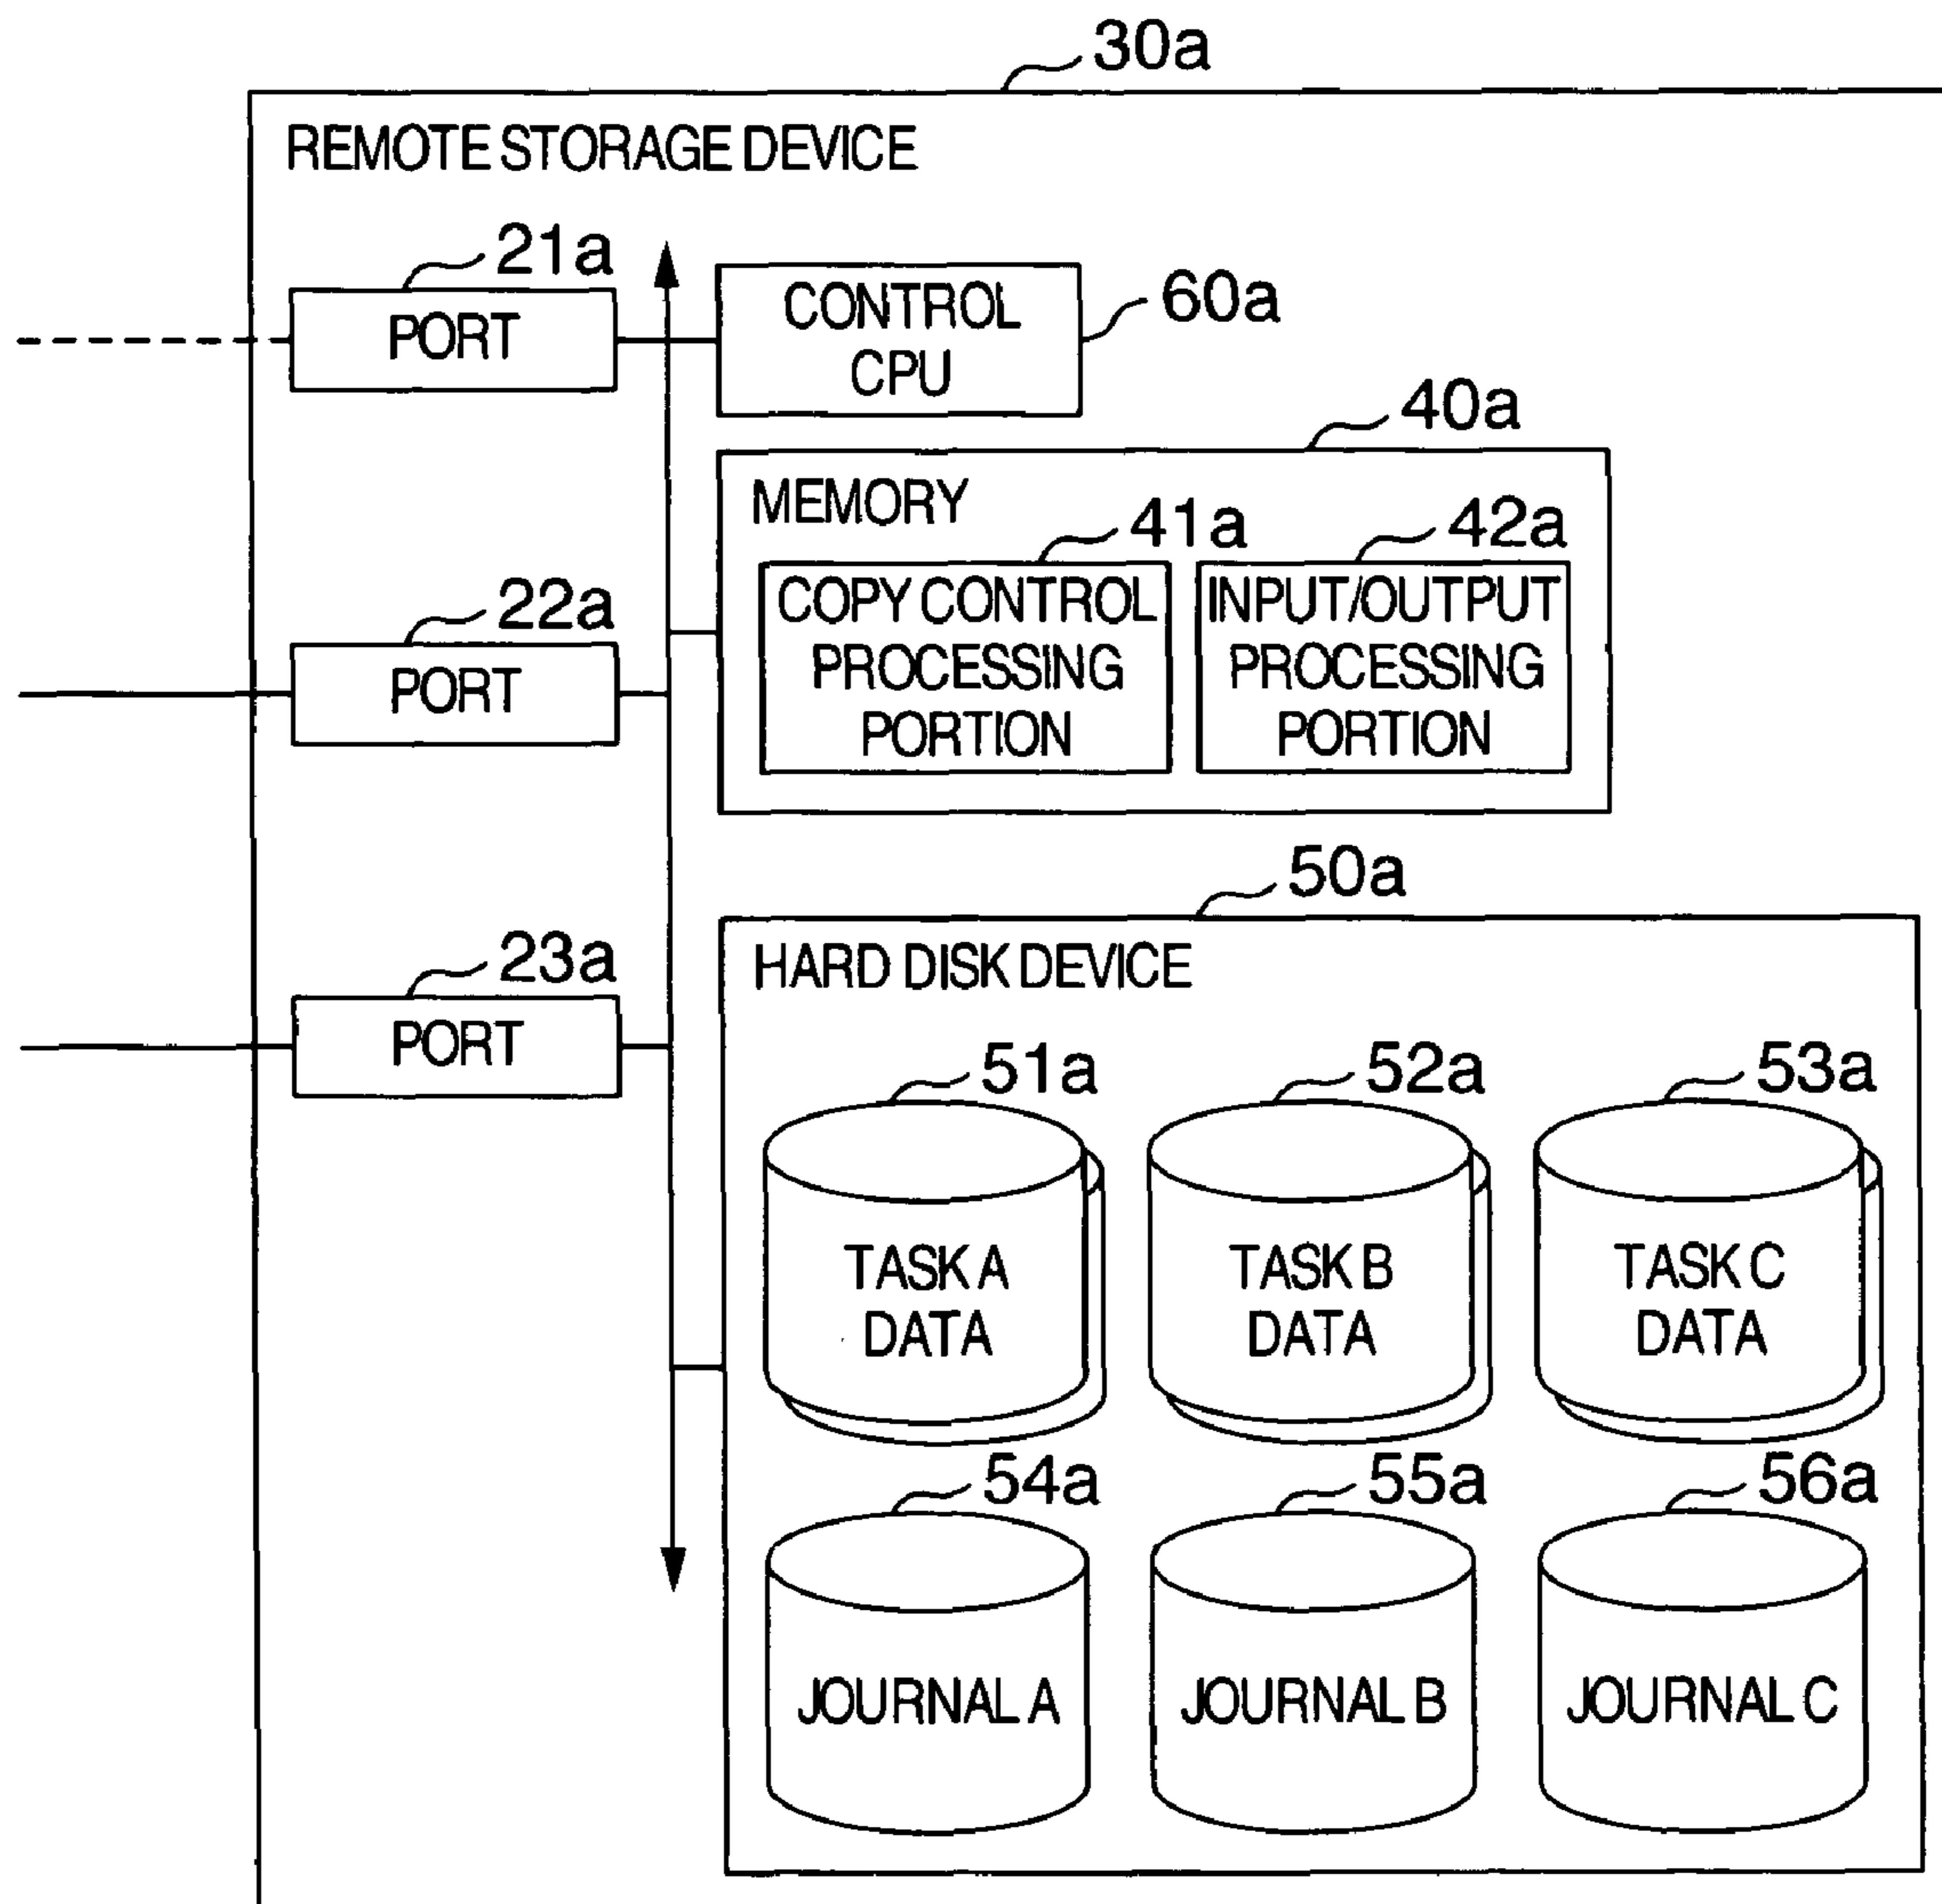 30a
REMOTE STORAGE DEVICE
21a
PORT
CONTROL
CPU
60a
40a
MEMORY
41a
42a
COPY CONTROL
PROCESSING
PORTION
INPUT/OUTPUT
PROCESSING
PORTION
22a
PORT
50a
HARD DISK DEVICE
23a
PORT
51a
52a
53a
TASK A
DATA
TASK B
DATA
TASK C
DATA
54a
55a
56a
JOURNAL A
JOURNAL B
JOURNAL C